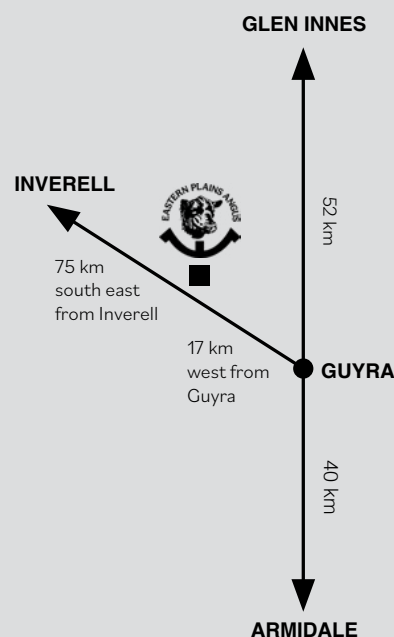 GLEN INNES
INVERELL
EASTERN PLAINS ANGUS
52 km
75 km
south east
from Inverell
17 km
west from
Guyra
GUYRA
40 km
ARMIDALE